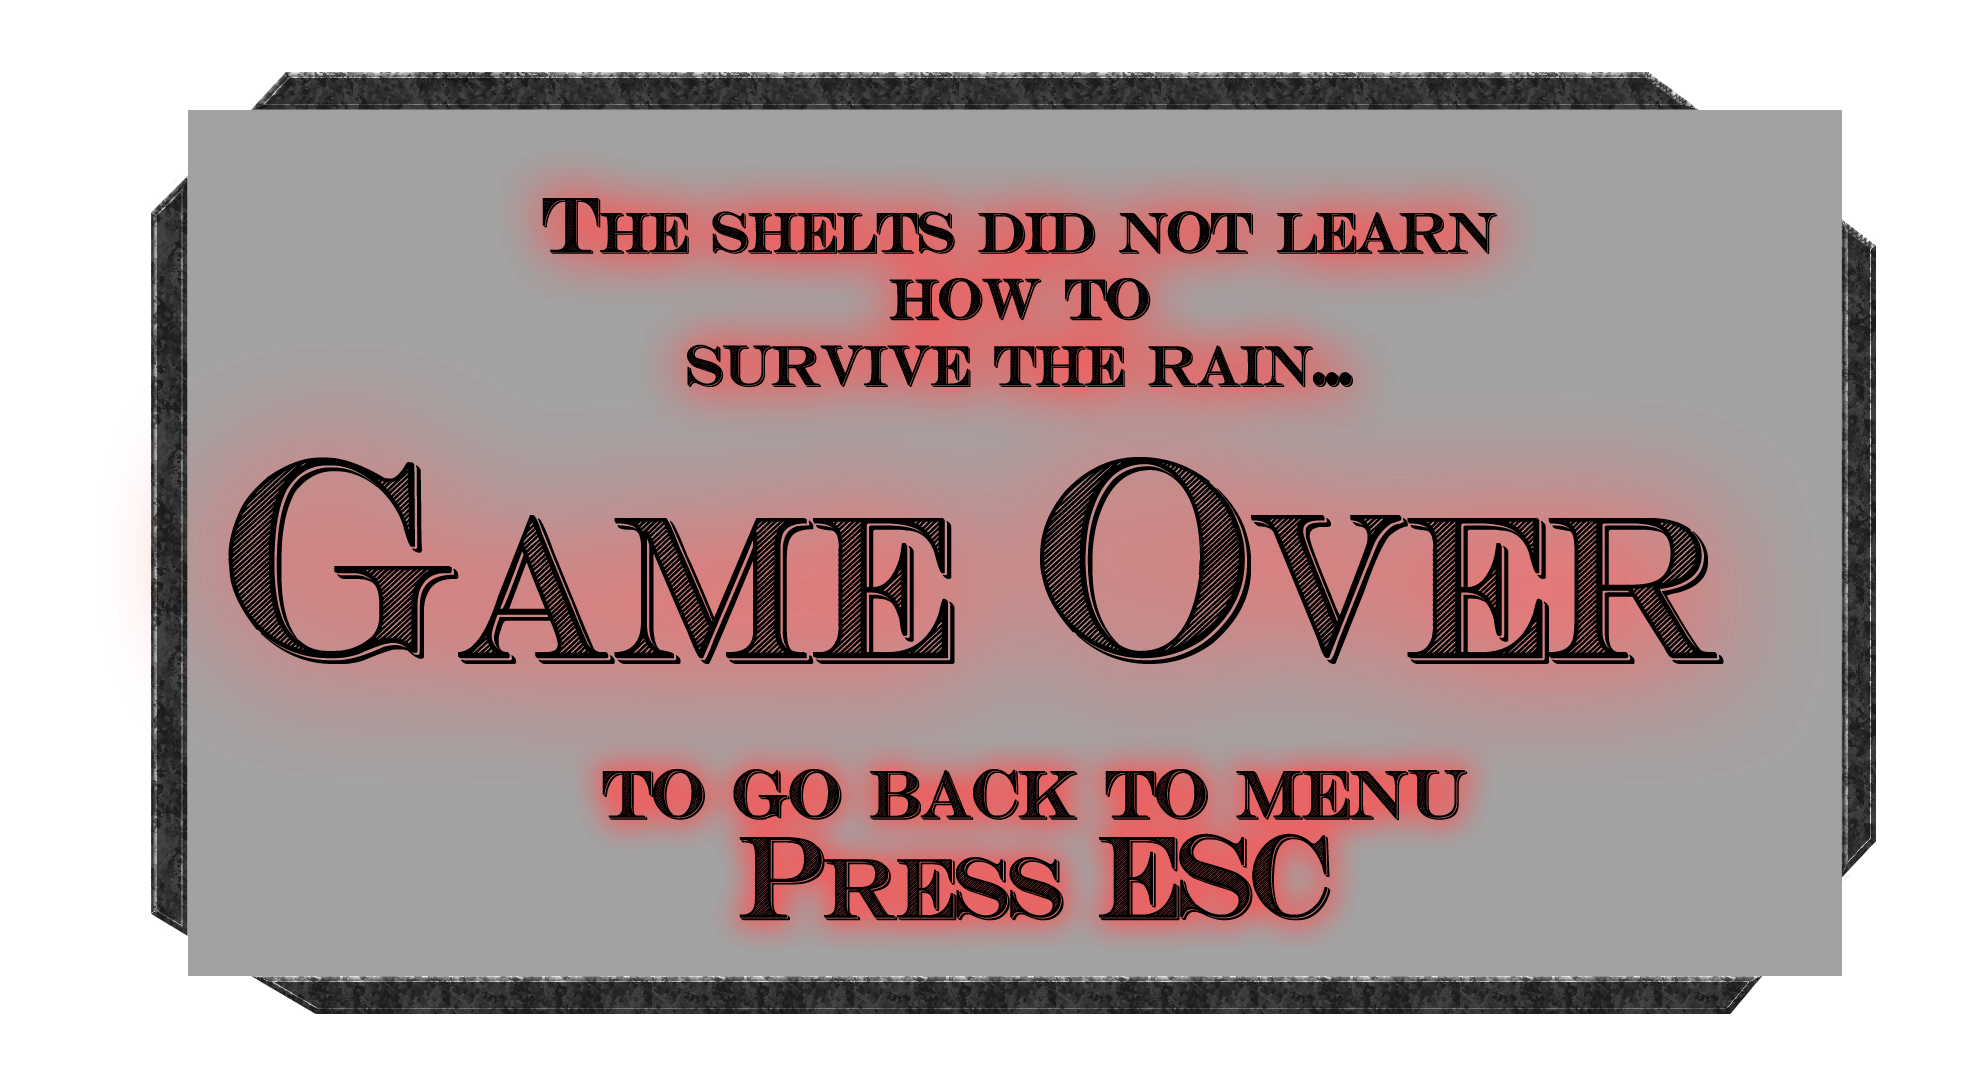 The shelts did not learn
how to
survive the rain...
Game Over
to go back to menu
Press ESC